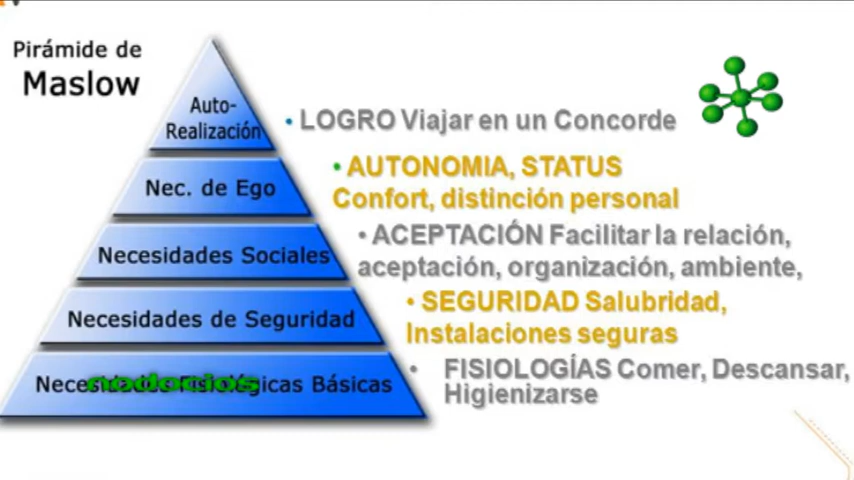 Pirámide de
Maslow
Auto-
Realización
• LOGRO Viajar en un Concorde
Nec. de Ego
• AUTONOMIA, STATUS
Confort, distinción personal
Necesidades Sociales
• ACEPTACIÓN Facilitar la relación,
aceptación, organización, ambiente,
Necesidades de Seguridad
• SEGURIDAD Salubridad,
Instalaciones seguras
Necesidades Fisiológicas Básicas
• FISIOLOGÍAS Comer, Descansar,
Higienizarse